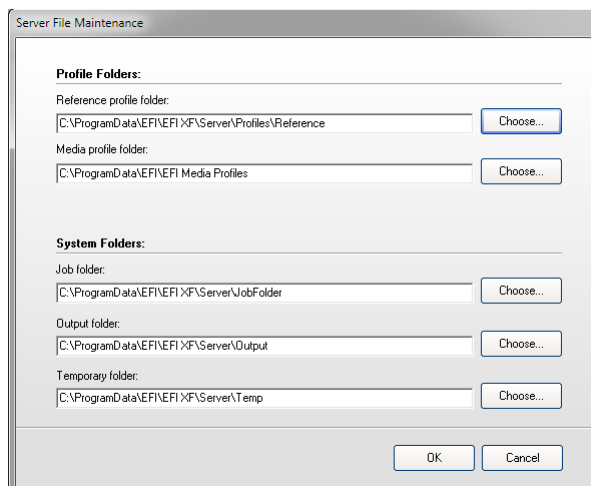 Server File Maintenance
Profile Folders:
Reference profile folder:
C:\ProgramData\EFI\EFI XF\Server\Profiles\Reference
Choose...
Media profile folder:
C:\ProgramData\EFI\EFI Media Profiles
Choose...
System Folders:
Job folder:
C:\ProgramData\EFI\EFI XF\Server\JobFolder
Choose...
Output folder:
C:\ProgramData\EFI\EFI XF\Server\Output
Choose...
Temporary folder:
C:\ProgramData\EFI\EFI XF\Server\Temp
Choose...
OK
Cancel